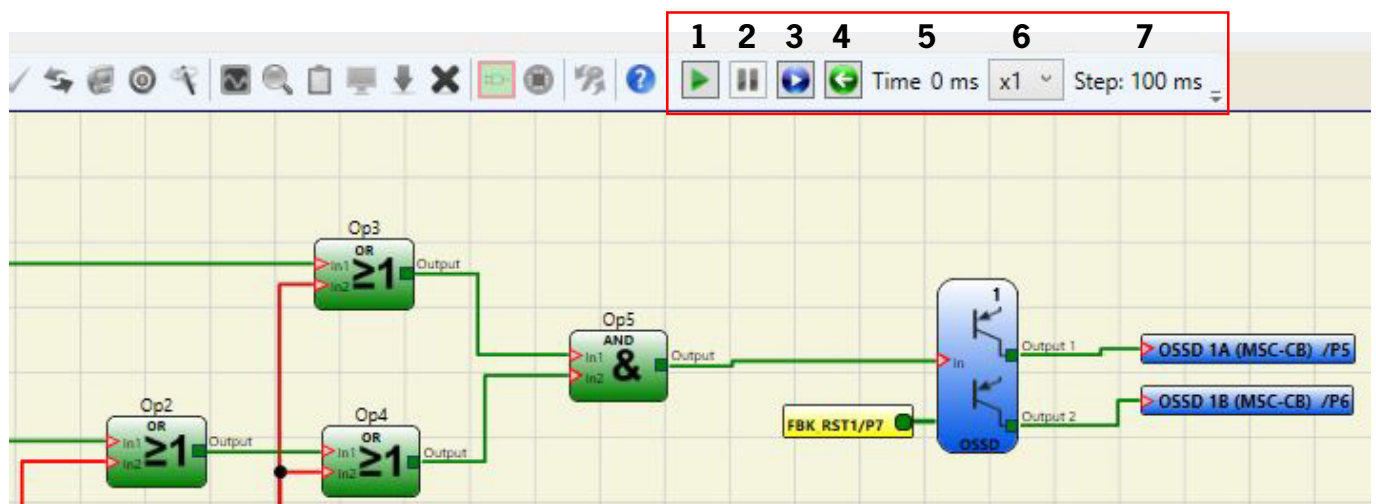 1 2 3 4 5 6 7
Time 0 ms x1 Step: 100 ms
Op3
OR
In1 ≥1 Output
In2
Op5
AND
In1 & Output
In2
1
In Output 1 OSSD 1A (MSC-CB) /P5
OSSD 1B (MSC-CB) /P6
FBK RST1/P7 Output 2
OSSD
Op2
OR
In1 ≥1 Output
In2
Op4
OR
In1 ≥1 Output
In2